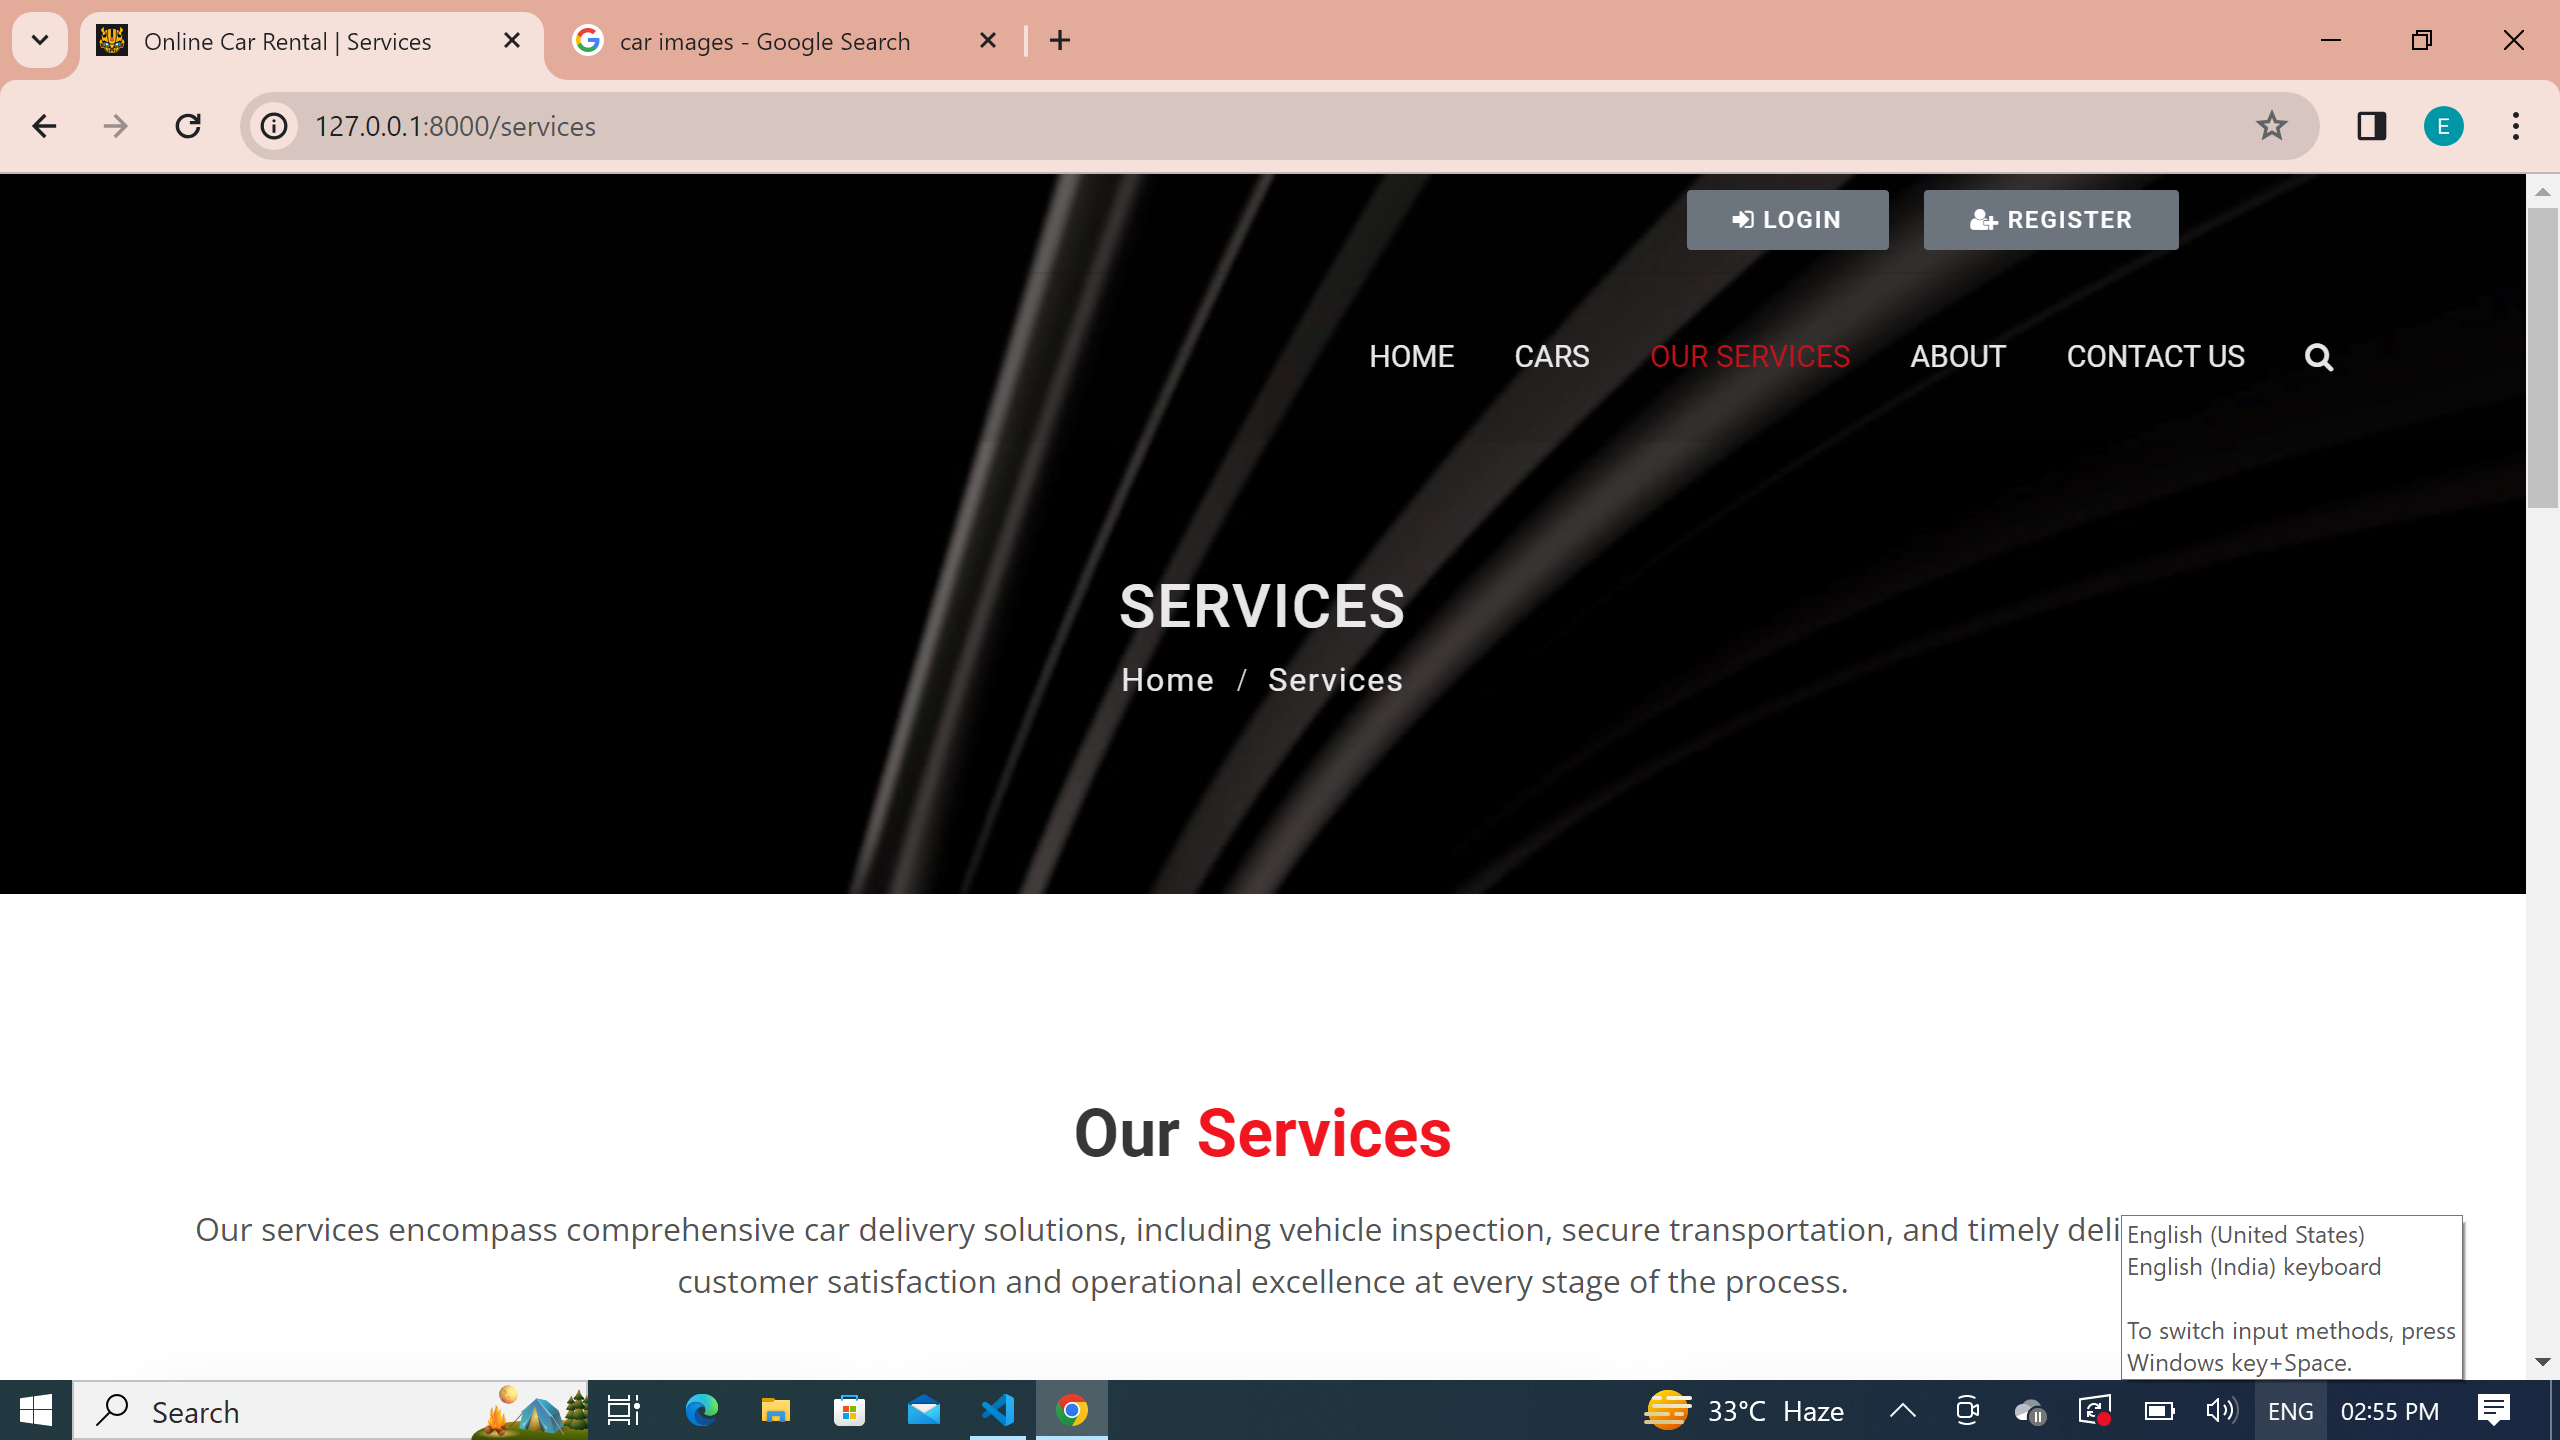 Online Car Rental | Services
car images - Google Search
127.0.0.1:8000/services
E
LOGIN
REGISTER
HOME CARS OUR SERVICES ABOUT CONTACT US
SERVICES
Home / Services
Our Services
Our services encompass comprehensive car delivery solutions, including vehicle inspection, secure transportation, and timely deli
customer satisfaction and operational excellence at every stage of the process.
English (United States)
English (India) keyboard
To switch input methods, press
Windows key+Space.
Search
33°C Haze
ENG
02:55 PM